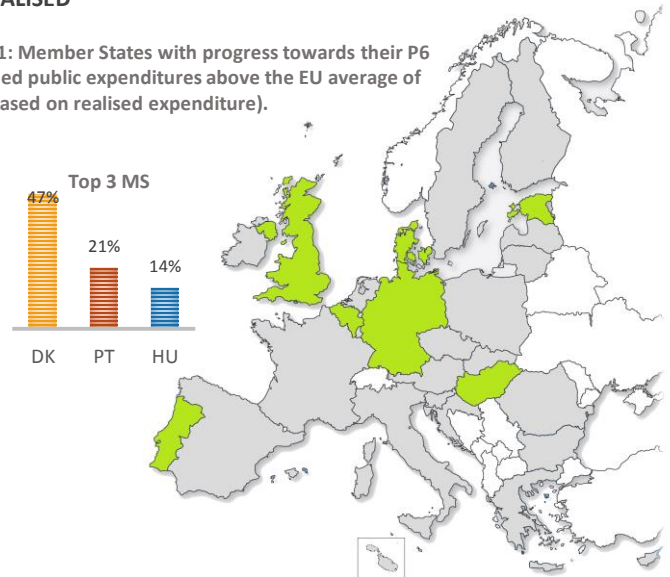 ALISED
1: Member States with progress towards their P6
ed public expenditures above the EU average of
ased on realised expenditure).
Top 3 MS
47%
21%
14%
DK PT HU